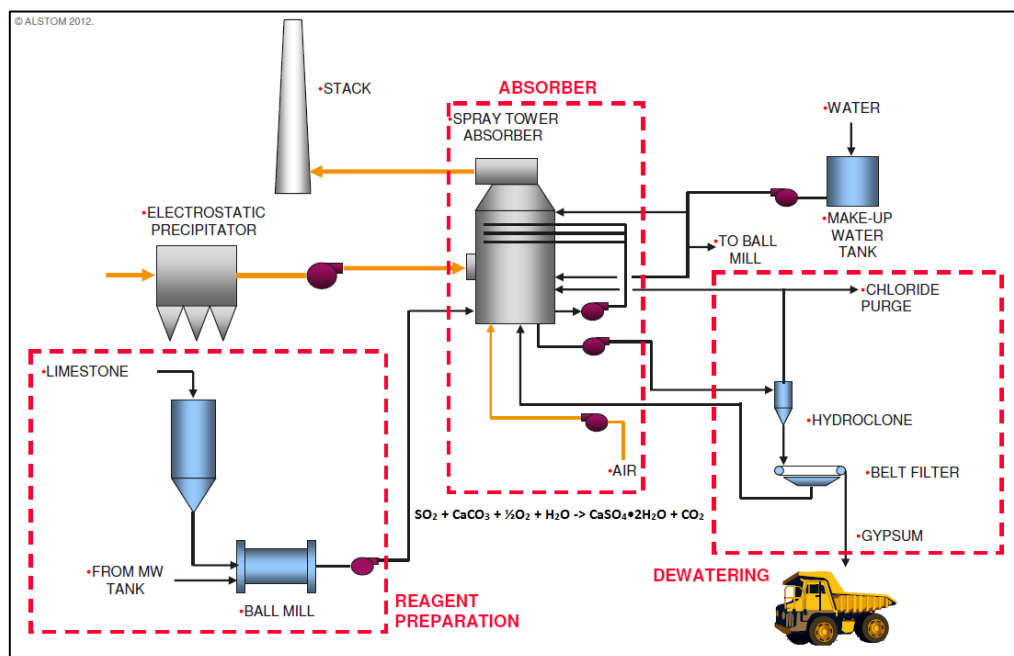 © ALSTOM 2012.
•STACK
ABSORBER
•SPRAY TOWER
ABSORBER
•WATER
•ELECTROSTATIC
PRECIPITATOR
•MAKE-UP
WATER
TANK
•TO BALL
MILL
•CHLORIDE
PURGE
•LIMESTONE
•HYDROCLONE
•AIR
•BELT FILTER
SO₂ + CaCO₃ + ½O₂ + H₂O -> CaSO₄•2H₂O + CO₂
•GYPSUM
•FROM MW
TANK
•BALL MILL
REAGENT
PREPARATION
DEWATERING